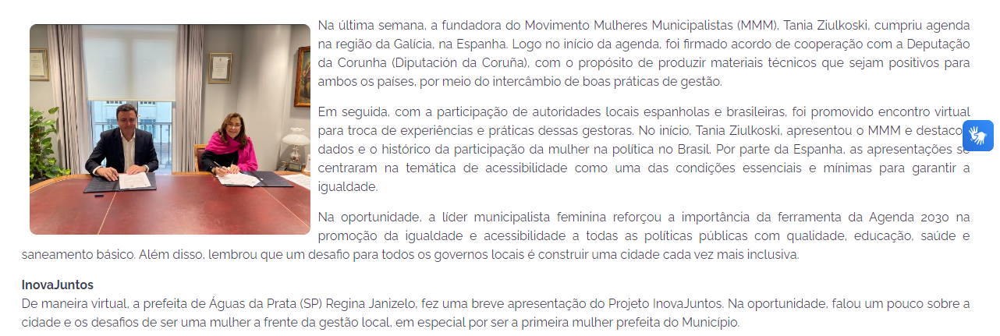 Na última semana, a fundadora do Movimento Mulheres Municipalistas (MMM), Tania Ziulkoski, cumpriu agenda
na região da Galícia, na Espanha. Logo no início da agenda, foi firmado acordo de cooperação com a Deputação
da Corunha (Diputación da Coruña), com o propósito de produzir materiais técnicos que sejam positivos para
ambos os países, por meio do intercâmbio de boas práticas de gestão.
Em seguida, com a participação de autoridades locais espanholas e brasileiras, foi promovido encontro virtual
para troca de experiências e práticas dessas gestoras. No início, Tania Ziulkoski, apresentou o MMM e destaco
dados e o histórico da participação da mulher na política no Brasil. Por parte da Espanha, as apresentações se
centraram na temática de acessibilidade como uma das condições essenciais e mínimas para garantir a
igualdade.
Na oportunidade, a líder municipalista feminina reforçou a importância da ferramenta da Agenda 2030 na
promoção da igualdade e acessibilidade a todas as políticas públicas com qualidade, educação, saúde e
saneamento básico. Além disso, lembrou que um desafio para todos os governos locais é construir uma cidade cada vez mais inclusiva.
InovaJuntos
De maneira virtual, a prefeita de Águas da Prata (SP) Regina Janizelo, fez uma breve apresentação do Projeto InovaJuntos. Na oportunidade, falou um pouco sobre a
cidade e os desafios de ser uma mulher a frente da gestão local, em especial por ser a primeira mulher prefeita do Município.